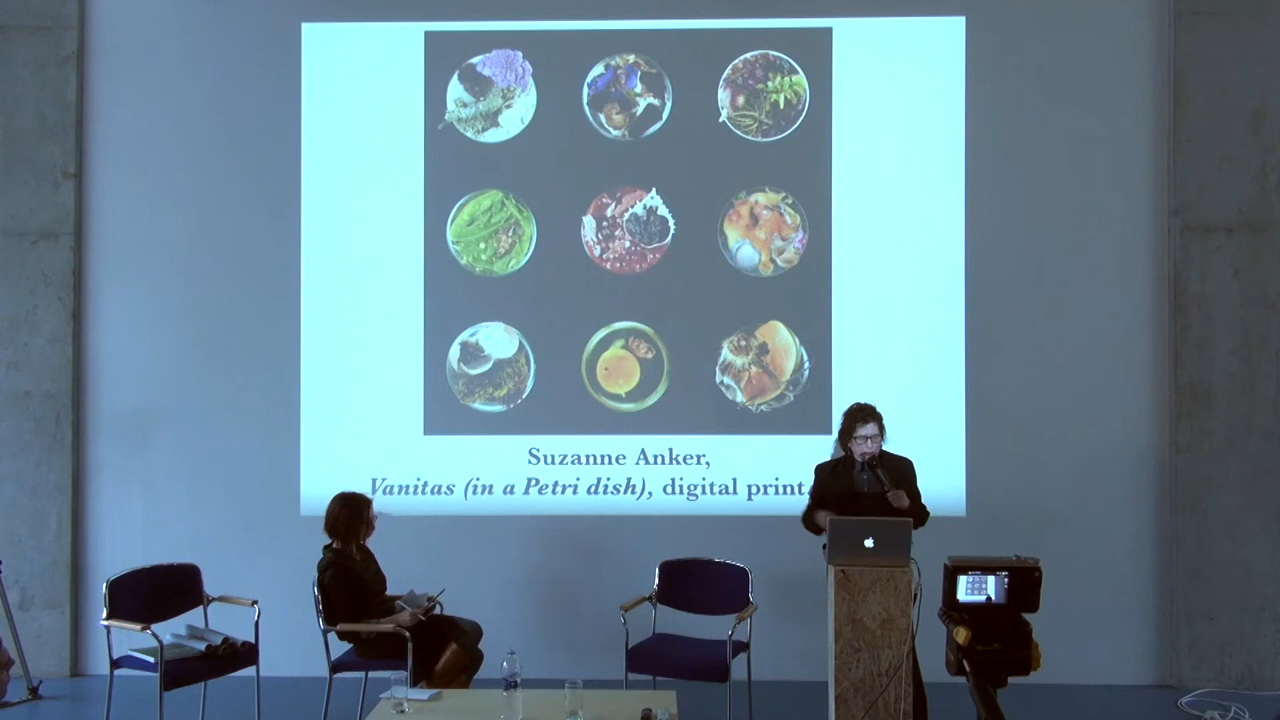 Suzanne Anker,
Vanitas (in a Petri dish), digital print